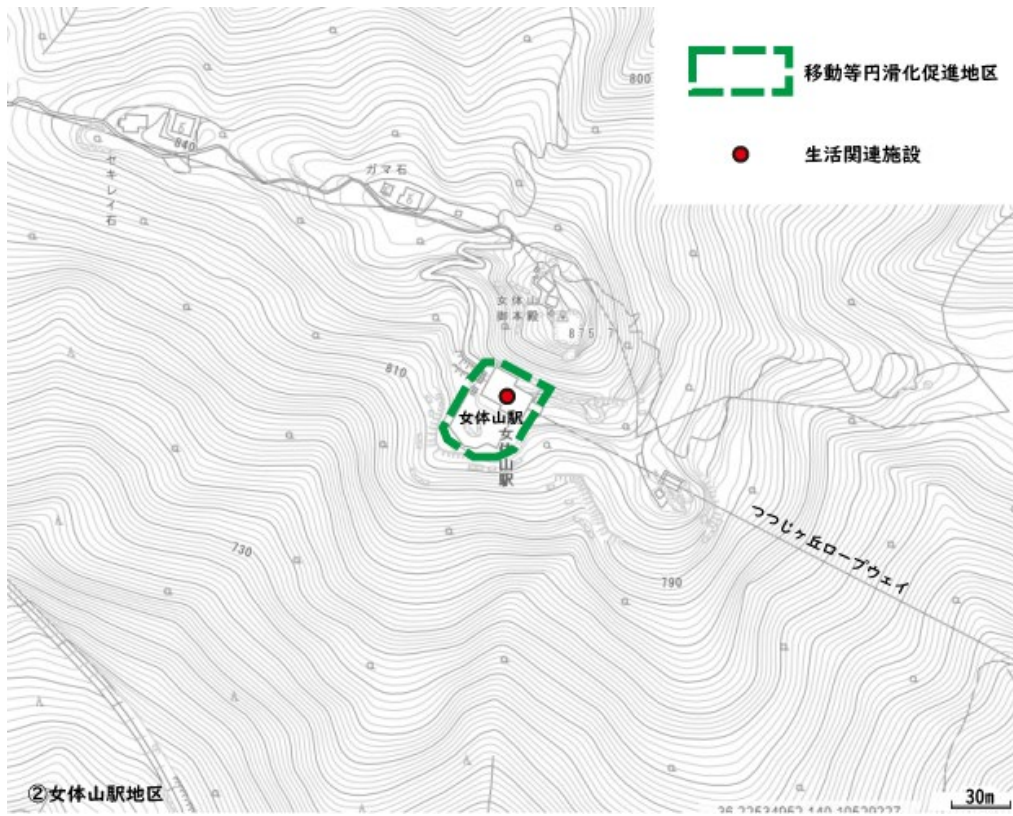 800
移動等円滑化促進地区
生活関連施設
840
ガマ石
セキレイ石
女体山
御本殿
875.7
810
女体山駅
女体山駅
つつじヶ丘ロープウェイ
730
790
②女体山駅地区
30m